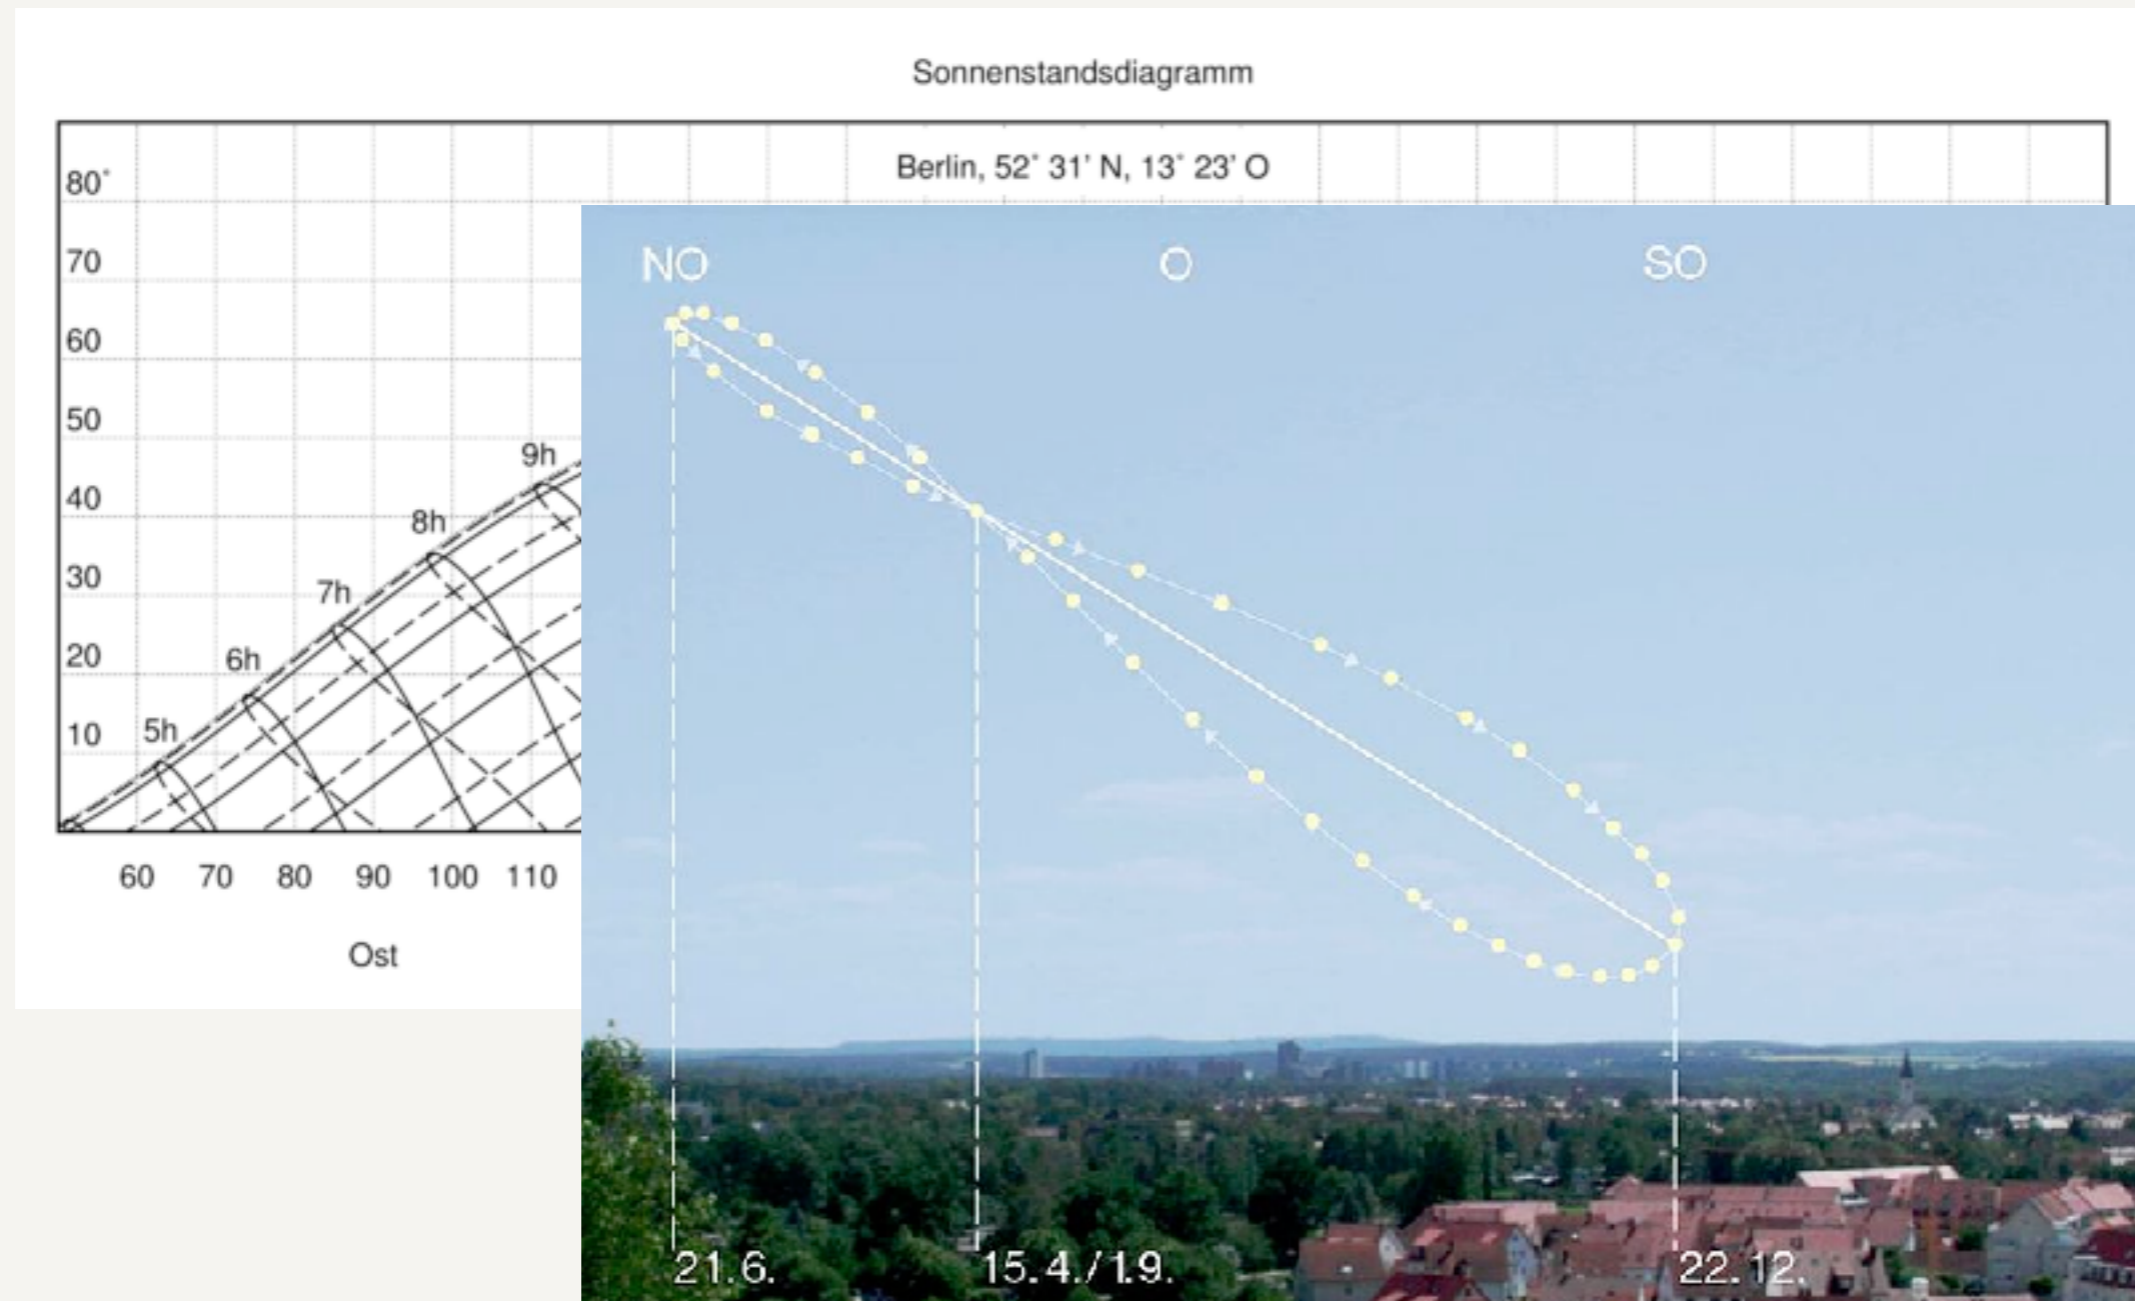 Sonnenstandsdiagramm
Berlin, 52° 31' N, 13° 23' O
80°
70
60
50
40
30
20
10
9h
8h
7h
6h
5h
60 70 80 90 100 110
Ost
NO O SO
21.6. 15.4./1.9. 22.12.